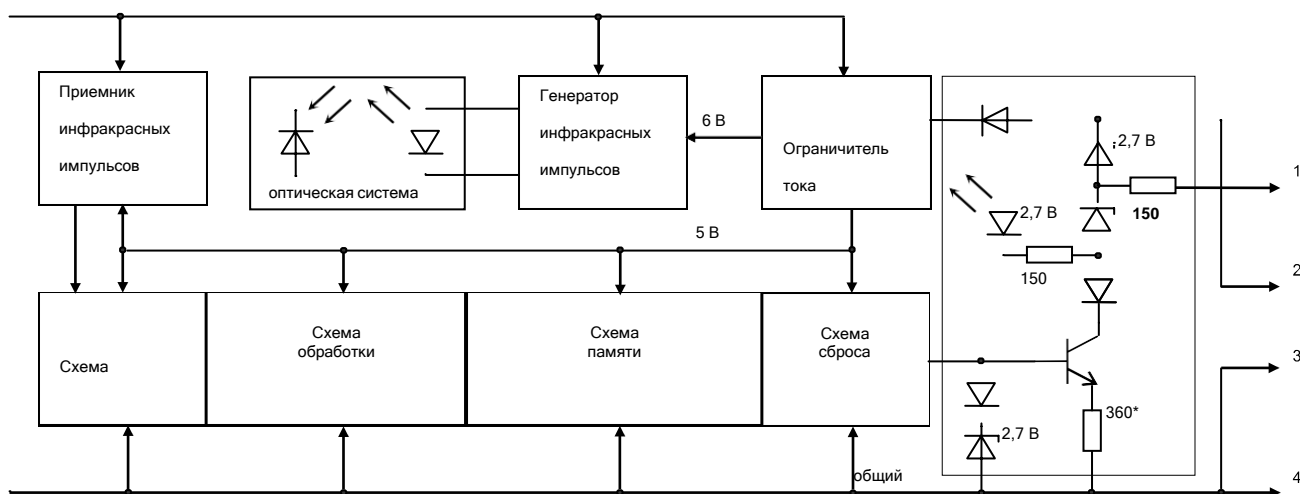 Приемник
инфракрасных
импульсов
оптическая система
Генератор
инфракрасных
импульсов
6 В
Ограничитель
тока
2,7 В
150
1
2,7 В
150
5 В
2
Схема
Схема
обработки
Схема
памяти
Схема
сброса
3
360*
2,7 В
общий
4